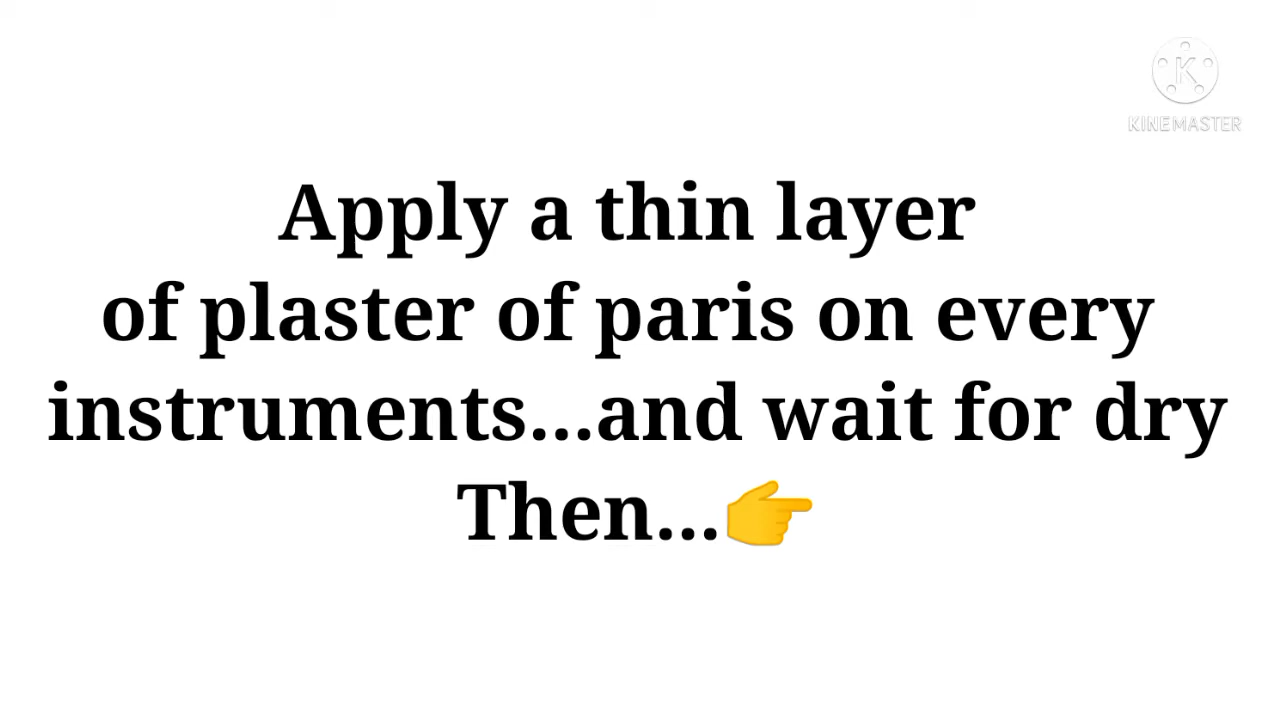 KINEMASTER
Apply a thin layer
of plaster of paris on every
instruments...and wait for dry
Then...👉